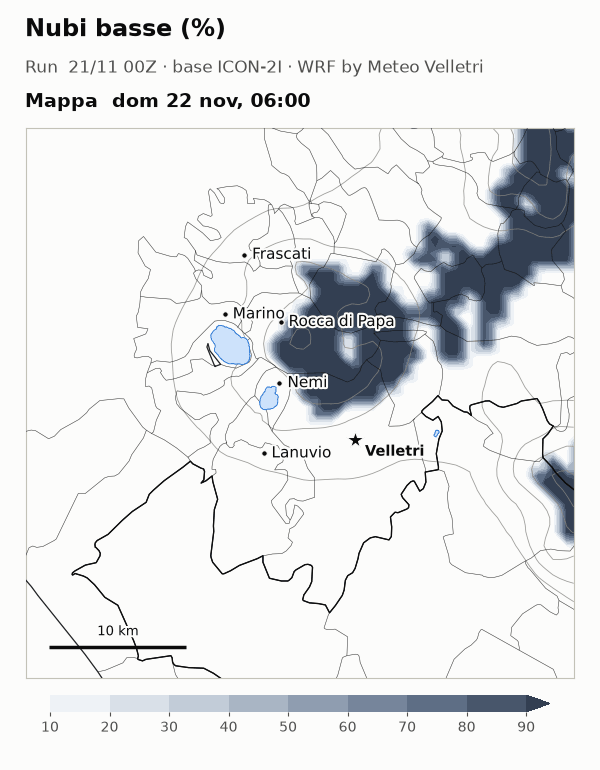 Nubi basse (%)
Run  21/11 00Z · base ICON-2I · WRF by Meteo Velletri
Mappa  dom 22 nov, 06:00
Frascati
Marino
Rocca di Papa
Nemi
Velletri
Lanuvio
10 km
10 20 30 40 50 60 70 80 90